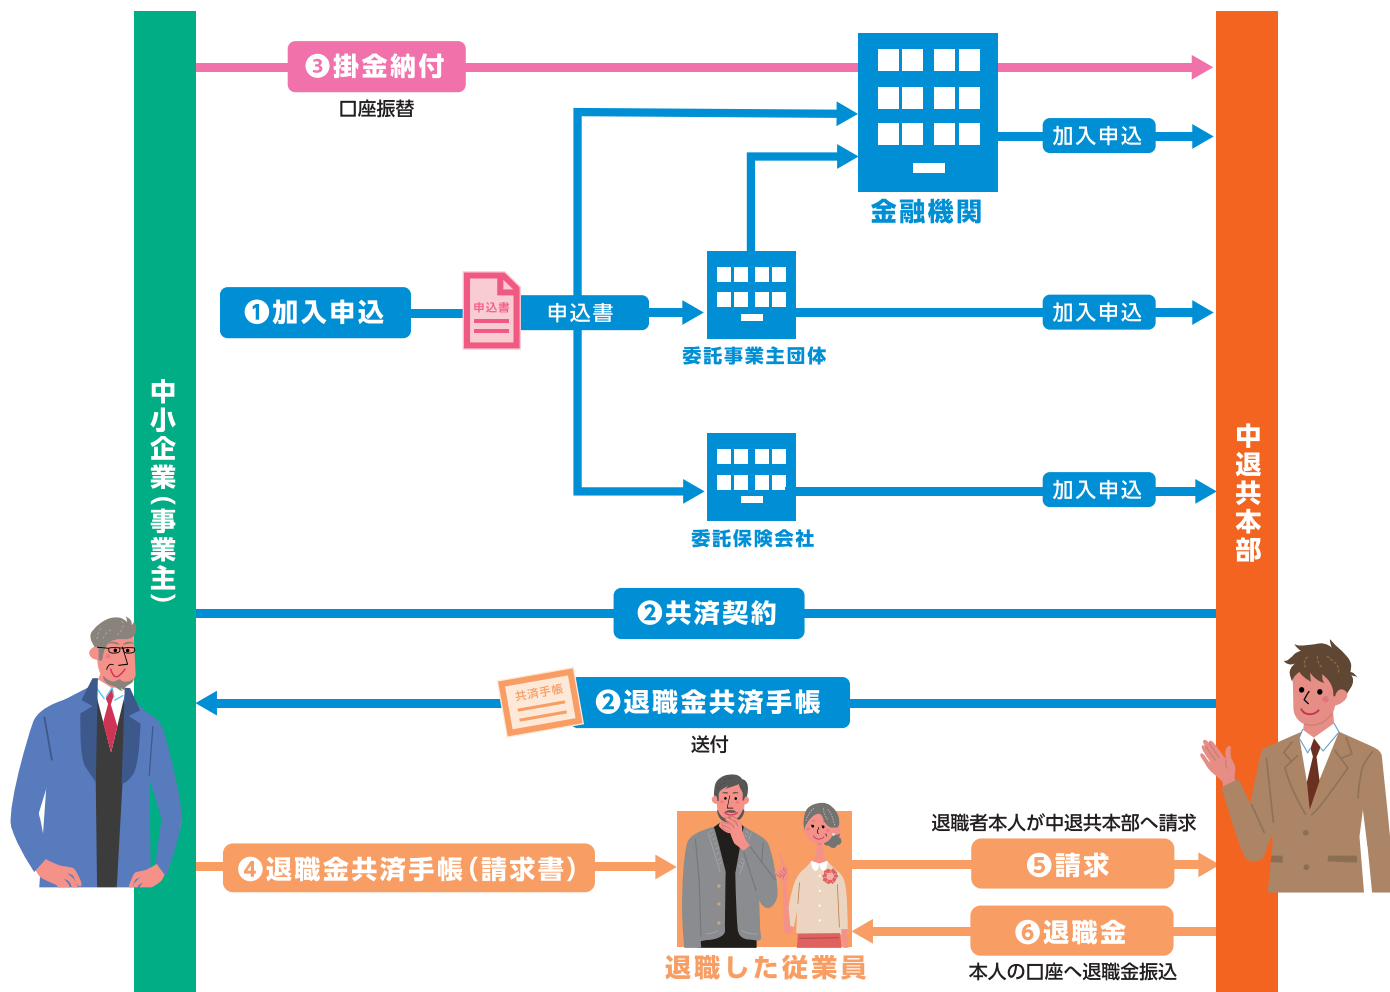 ❸掛金納付
口座振替
加入申込
金融機関
❶加入申込
申込書
申込書
加入申込
委託事業主団体
中小企業(事業主)
中退共本部
加入申込
委託保険会社
❷共済契約
共済手帳
❷退職金共済手帳
送付
退職者本人が中退共本部へ請求
❹退職金共済手帳(請求書)
❺請求
❻退職金
退職した従業員
本人の口座へ退職金振込